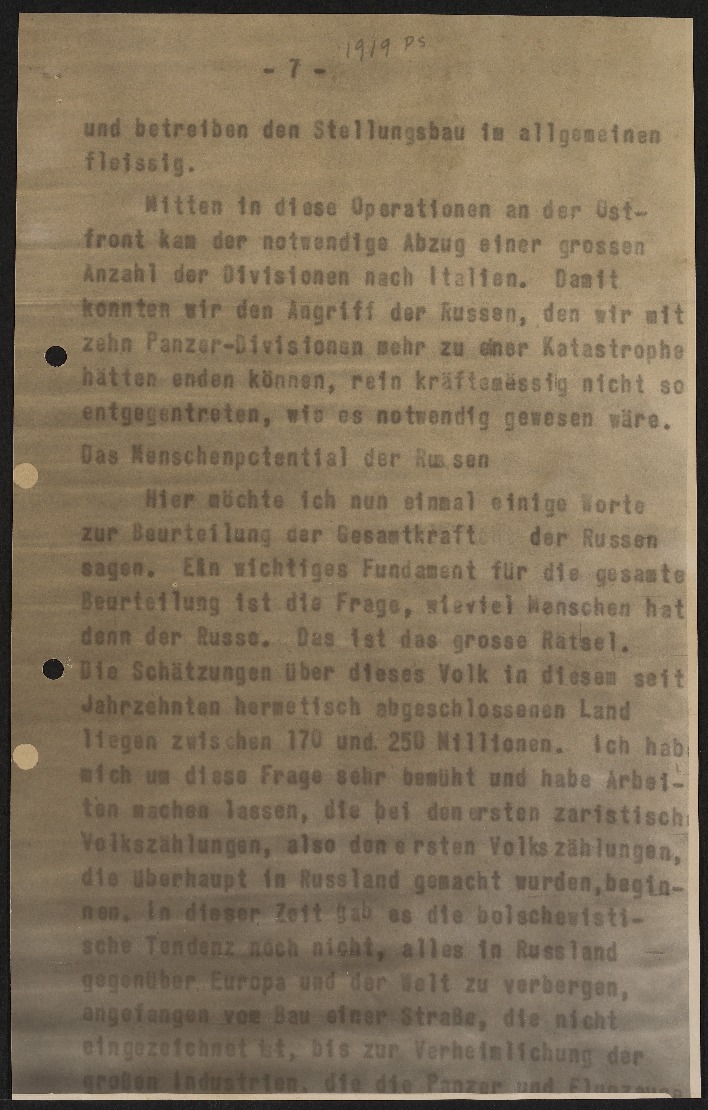 1919 PS
- 7 -
und betreiben den Stellungsbau im allgemeinen
fleissig.
Mitten in diese Operationen an der Ost-
front kam der notwendige Abzug einer grossen
Anzahl der Divisionen nach Italien. Damit
konnten wir den Angriff der Russen, den wir mit
zehn Panzer-Divisionen mehr zu einer Katastrophe
hätten enden können, rein kräftemässig nicht so
entgegentreten, wie es notwendig gewesen wäre.
Das Menschenpotential der Russen
Hier möchte ich nun einmal einige Worte
zur Beurteilung der Gesamtkraft der Russen
sagen. Ein wichtiges Fundament für die gesamte
Beurteilung ist die Frage, wieviel Menschen hat
denn der Russe. Das ist das grosse Rätsel.
Die Schätzungen über dieses Volk in diesem seit
Jahrzehnten hermetisch abgeschlossenen Land
liegen zwischen 170 und 250 Millionen. Ich hab
mich um diese Frage sehr bemüht und habe Arbei-
ten machen lassen, die bei den ersten zaristisch
Volkszählungen, also den ersten Volkszählungen,
die überhaupt in Russland gemacht wurden, begin-
nen. In dieser Zeit gab es die bolschewisti-
sche Tendenz noch nicht, alles in Russland
gegenüber Europa und der Welt zu verbergen,
angefangen vom Bau einer Straße, die nicht
eingezeichnet ist, bis zur Verheimlichung der
großen Industrien, die die Panzer und